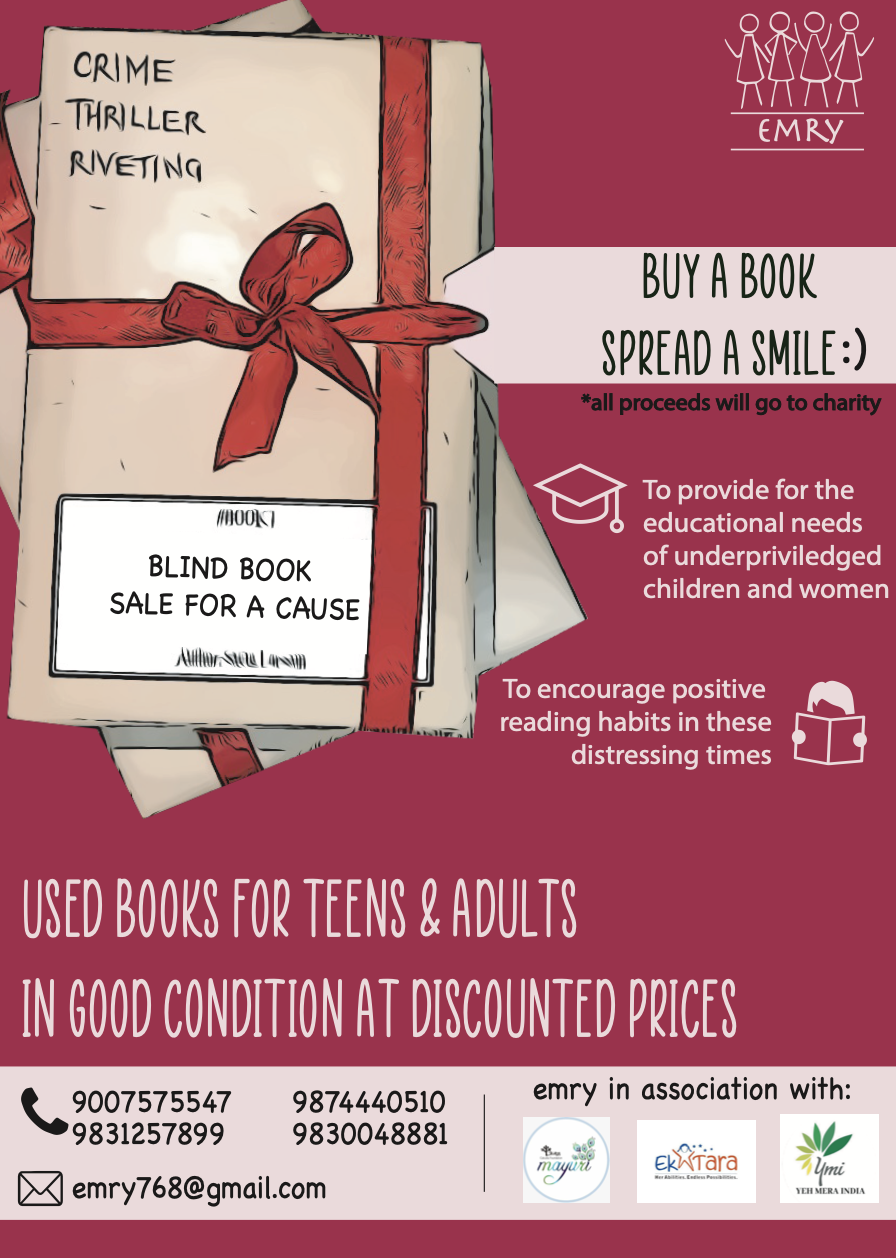 CRIME
THRILLER
RIVETING
EMRY
BUY A BOOK
SPREAD A SMILE:)
*all proceeds will go to charity
To provide for the
educational needs
of underpriviledged
children and women
BLIND BOOK
SALE FOR A CAUSE
To encourage positive
reading habits in these
distressing times
USED BOOKS FOR TEENS & ADULTS
IN GOOD CONDITION AT DISCOUNTED PRICES
9007575547 9874440510
9831257899 9830048881
emry768@gmail.com
emry in association with:
mayuri
EkTara
Her Abilities. Endless Possibilities.
Ymi
YEH MERA INDIA